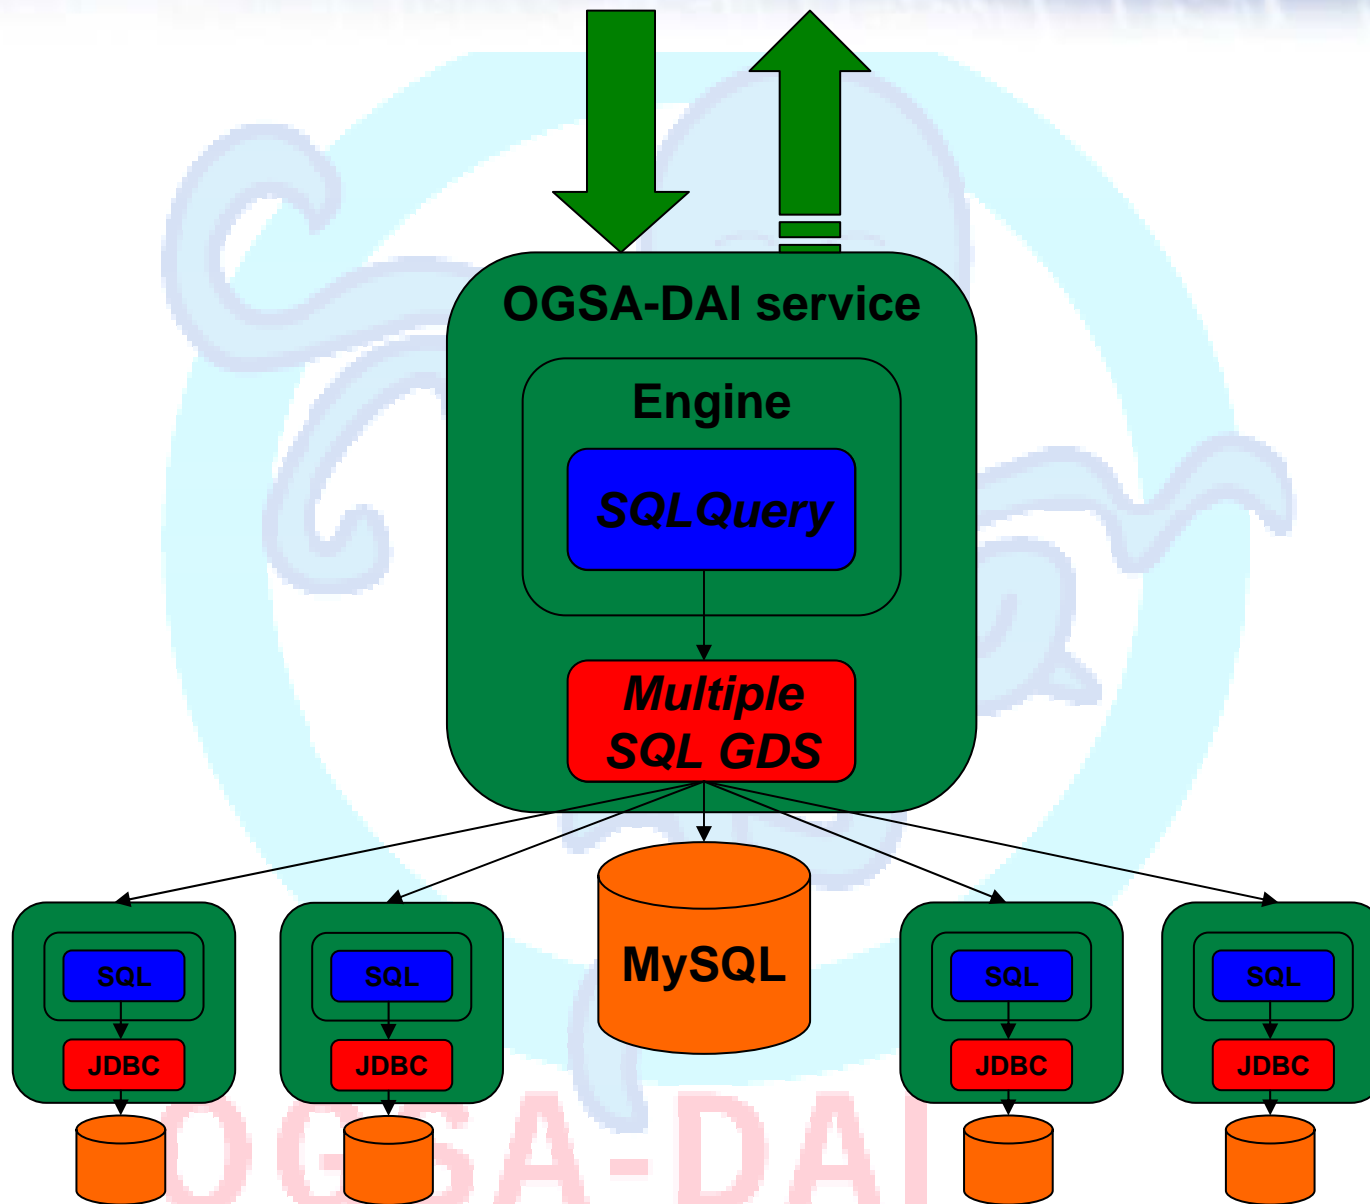 OGSA-DAI service
Engine
SQLQuery
Multiple
SQL GDS
MySQL
SQL
SQL
SQL
SQL
JDBC
JDBC
JDBC
JDBC
OGSA-DAI